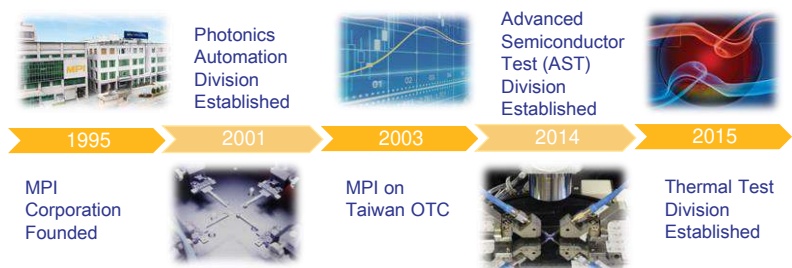 Photonics
Automation
Division
Established
Advanced
Semiconductor
Test (AST)
Division
Established
MPI
1995
2001
2003
2014
2015
MPI
Corporation
Founded
MPI on
Taiwan OTC
Thermal Test
Division
Established